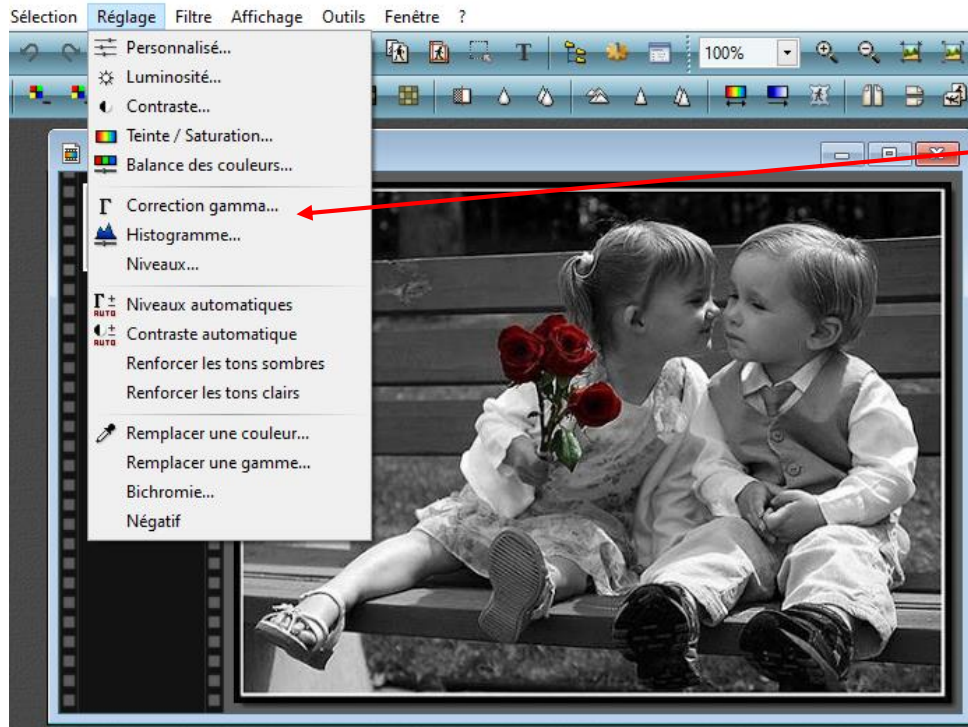 Sélection Réglage Filtre Affichage Outils Fenêtre ?
Personnalisé...
T
100%
Luminosité...
Contraste...
Teinte / Saturation...
Balance des couleurs...
Γ Correction gamma...
Histogramme...
Niveaux...
Γ± AUTO Niveaux automatiques
± AUTO Contraste automatique
Renforcer les tons sombres
Renforcer les tons clairs
Remplacer une couleur...
Remplacer une gamme...
Bichromie...
Négatif